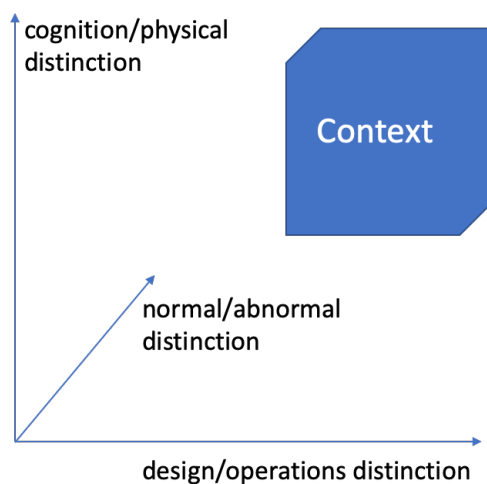 cognition/physical
distinction
Context
normal/abnormal
distinction
design/operations distinction